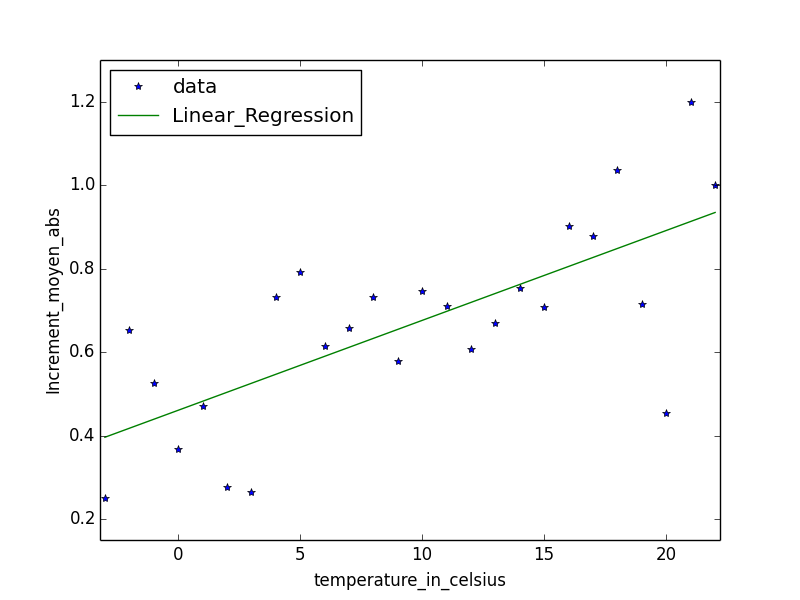 data
Linear_Regression
1.2
1.0
0.8
0.6
0.4
0.2
Increment_moyen_abs
0 5 10 15 20
temperature_in_celsius